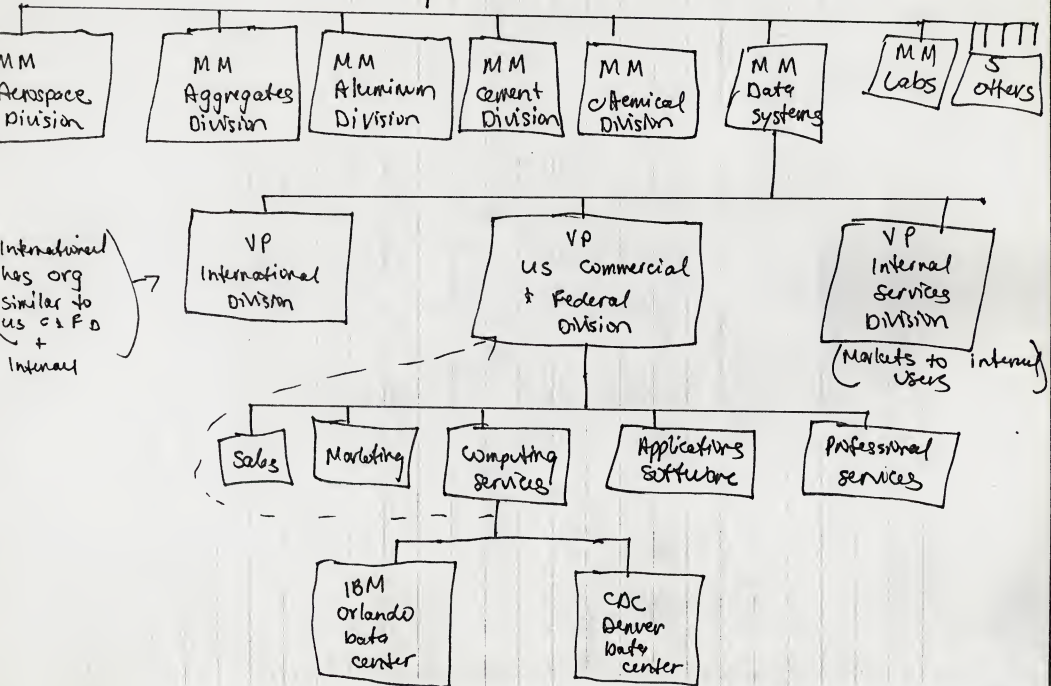 MM
Aerospace
Division
MM
Aggregates
Division
MM
Aluminum
Division
MM
cement
Division
MM
chemical
Division
MM
Data
Systems
MM
Labs
5
others
International
has org
similar to
US C & F D
+
Internal
VP
International
Division
VP
US Commercial
& Federal
Division
VP
Internal
Services
Division
(Markets to internal
users)
Sales
Marketing
Computing
services
Applications
Software
Professional
services
IBM
Orlando
Data
center
CDC
Denver
Data
center